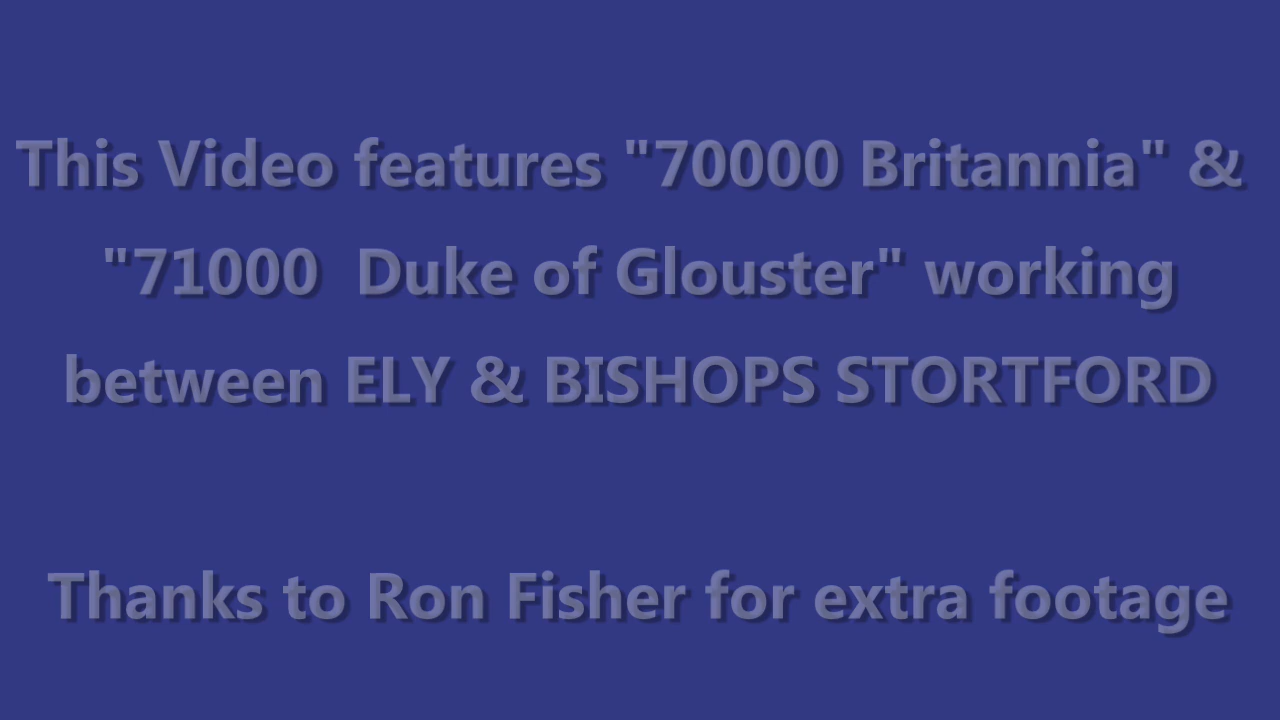 This Video features "70000 Britannia" &
"71000  Duke of Glouster" working
between ELY & BISHOPS STORTFORD
Thanks to Ron Fisher for extra footage